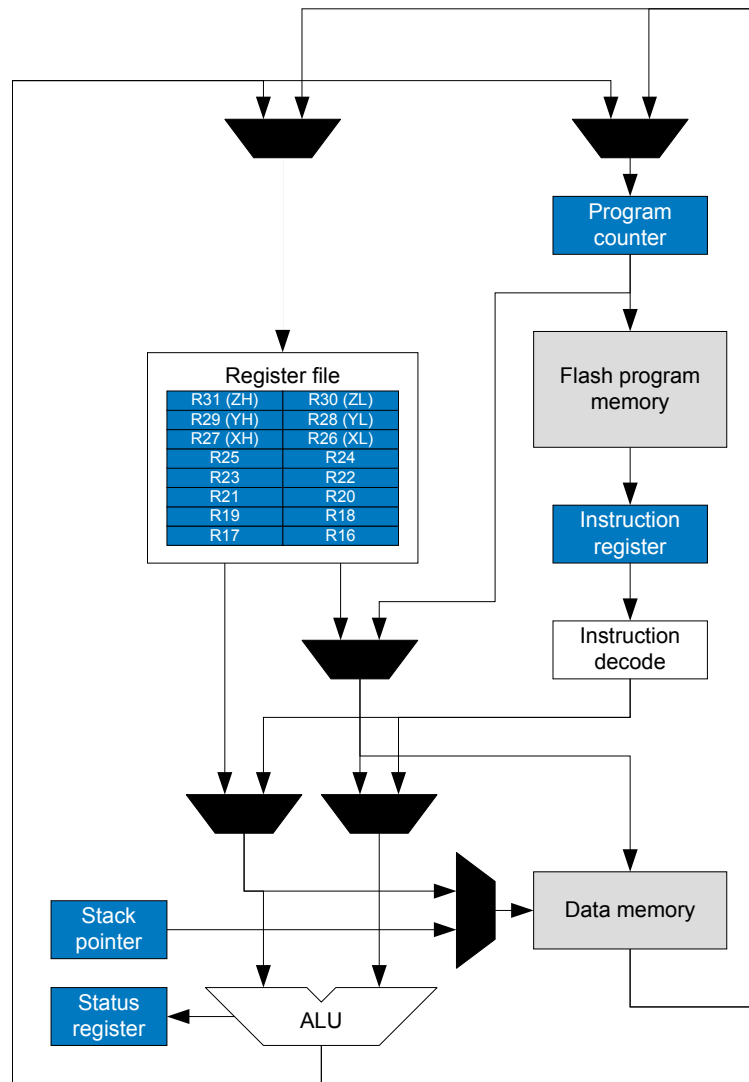 Program
counter
Register file
R31 (ZH) R30 (ZL)
R29 (YH) R28 (YL)
R27 (XH) R26 (XL)
R25 R24
R23 R22
R21 R20
R19 R18
R17 R16
Flash program
memory
Instruction
register
Instruction
decode
Stack
pointer
Data memory
Status
register
ALU